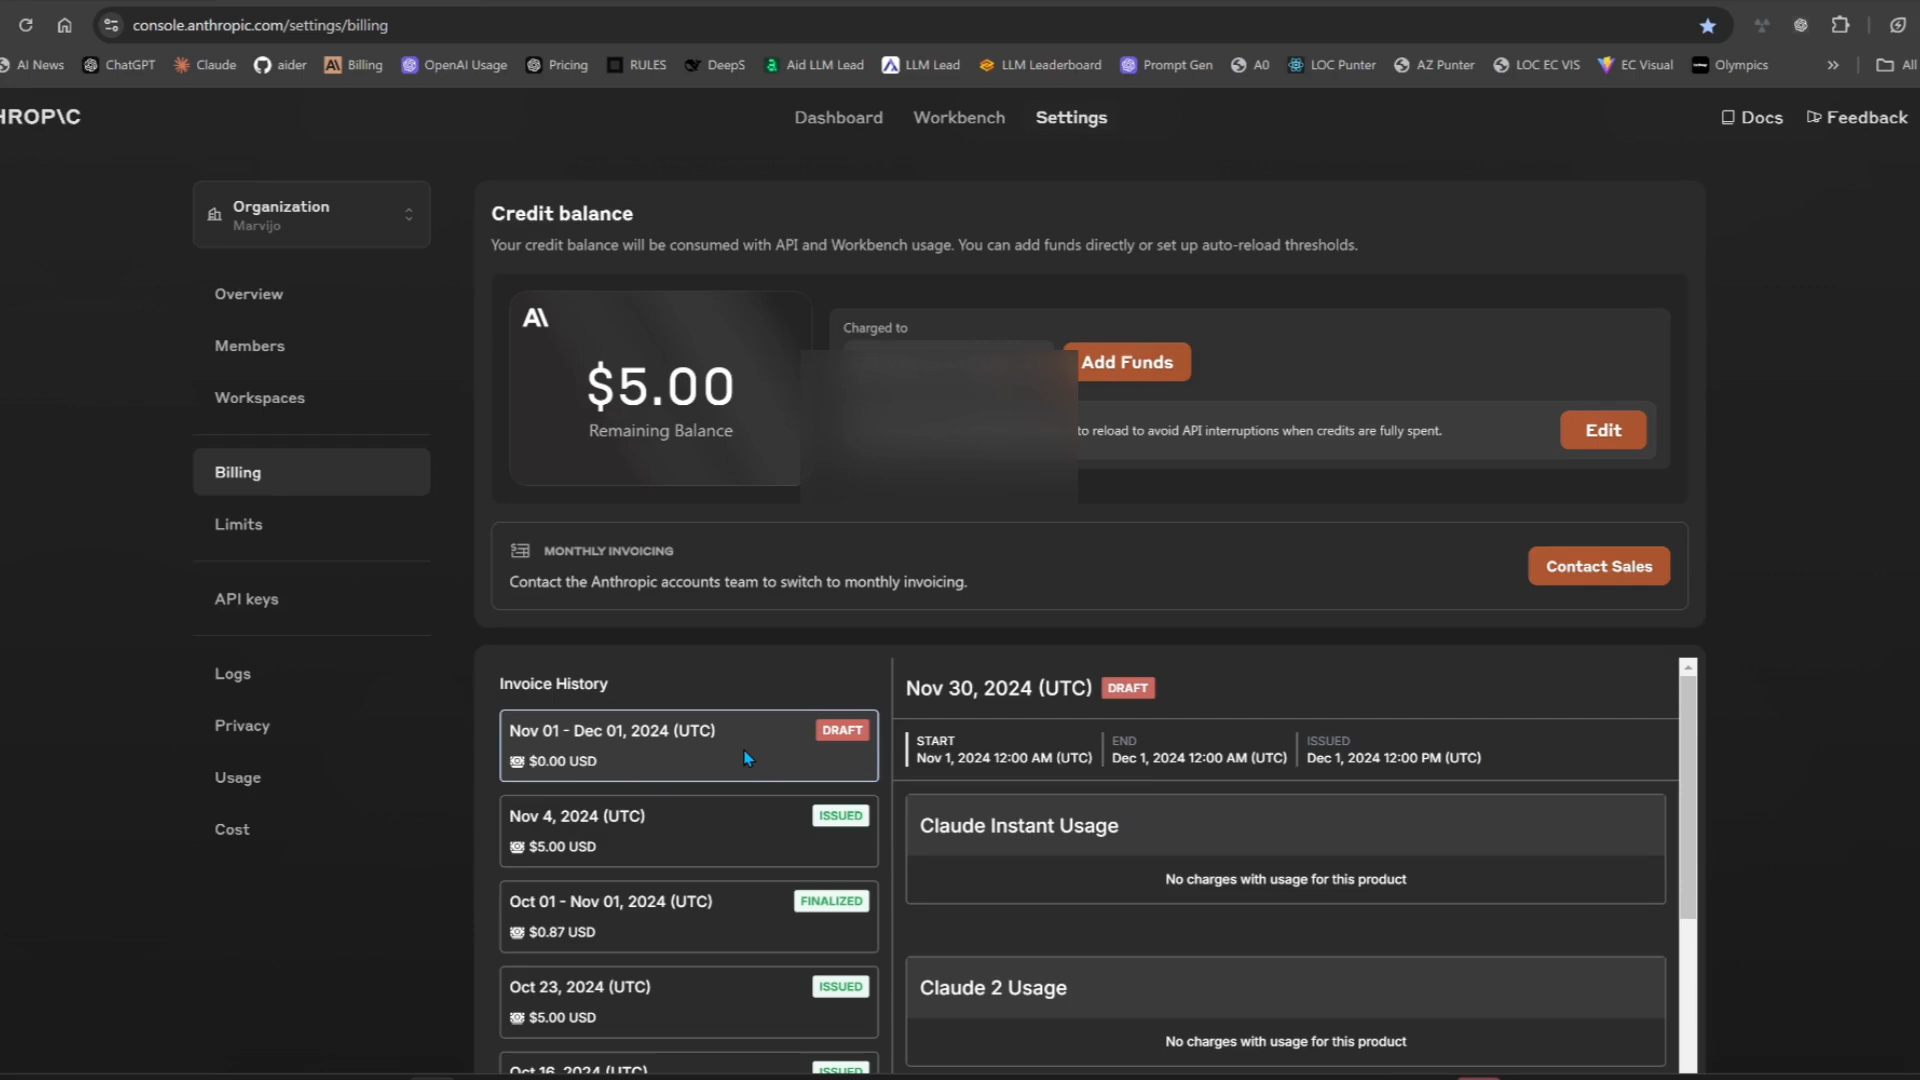 console.anthropic.com/settings/billing
AI News ChatGPT Claude aider Billing OpenAI Usage Pricing RULES DeepS Aid LLM Lead LLM Lead LLM Leaderboard Prompt Gen A0 LOC Punter AZ Punter LOC EC VIS EC Visual Olympics » All
HROP\C Dashboard Workbench Settings Docs Feedback
Organization
Marvijo
Overview
Members
Workspaces
Billing
Limits
API keys
Logs
Privacy
Usage
Cost
Credit balance
Your credit balance will be consumed with API and Workbench usage. You can add funds directly or set up auto-reload thresholds.
A\
$5.00
Remaining Balance
Charged to
Add Funds
to reload to avoid API interruptions when credits are fully spent.
Edit
MONTHLY INVOICING
Contact the Anthropic accounts team to switch to monthly invoicing.
Contact Sales
Invoice History
Nov 01 - Dec 01, 2024 (UTC) DRAFT
$0.00 USD
Nov 4, 2024 (UTC) ISSUED
$5.00 USD
Oct 01 - Nov 01, 2024 (UTC) FINALIZED
$0.87 USD
Oct 23, 2024 (UTC) ISSUED
$5.00 USD
Oct 16, 2024 (UTC) ISSUED
Nov 30, 2024 (UTC) DRAFT
START
Nov 1, 2024 12:00 AM (UTC)
END
Dec 1, 2024 12:00 AM (UTC)
ISSUED
Dec 1, 2024 12:00 PM (UTC)
Claude Instant Usage
No charges with usage for this product
Claude 2 Usage
No charges with usage for this product